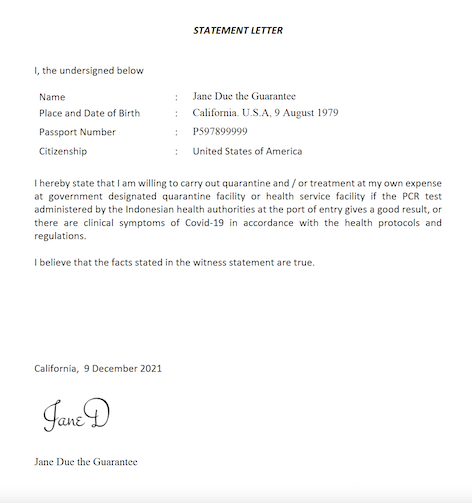 STATEMENT LETTER
I, the undersigned below
Name : Jane Due the Guarantee
Place and Date of Birth : California. U.S.A, 9 August 1979
Passport Number : P597899999
Citizenship : United States of America
I hereby state that I am willing to carry out quarantine and / or treatment at my own expense
at government designated quarantine facility or health service facility if the PCR test
administered by the Indonesian health authorities at the port of entry gives a good result, or
there are clinical symptoms of Covid-19 in accordance with the health protocols and
regulations.
I believe that the facts stated in the witness statement are true.
California, 9 December 2021
Jane D
Jane Due the Guarantee